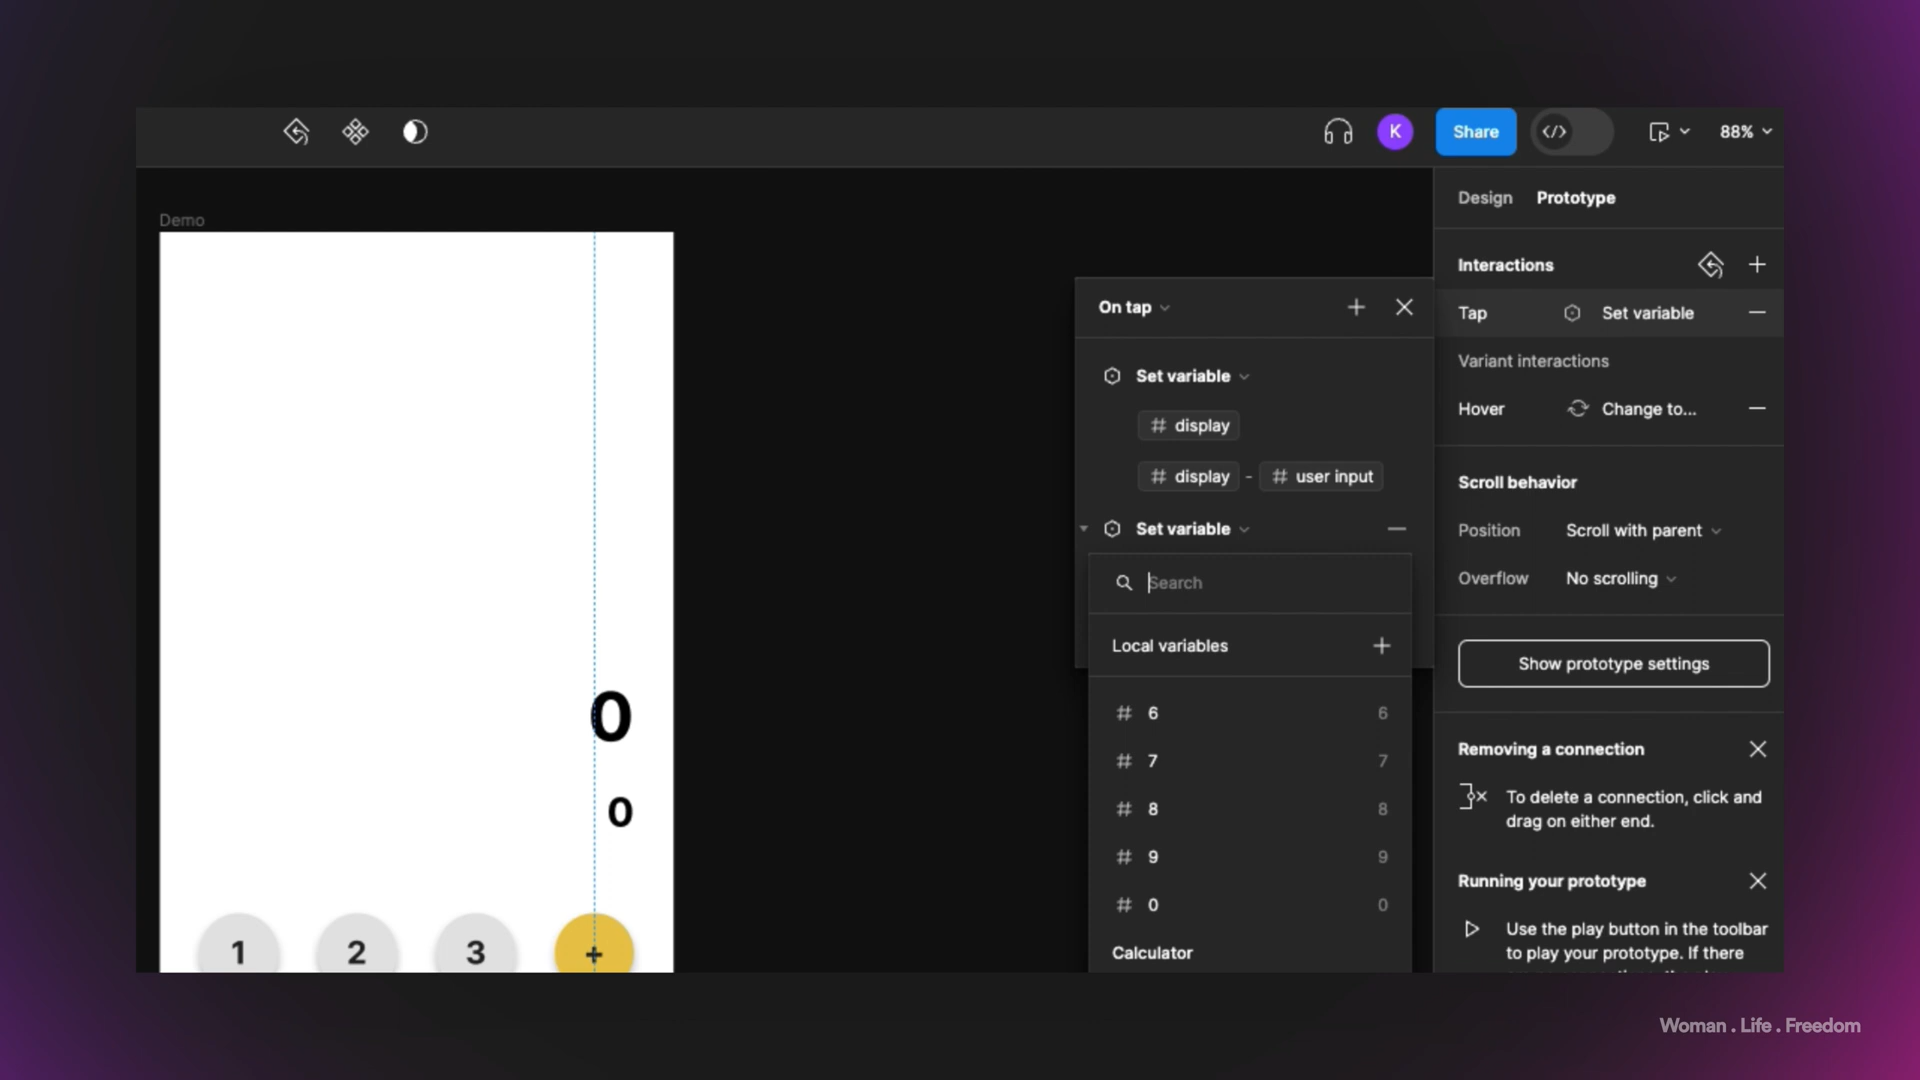 K
Share
88%
Demo
Design Prototype
Interactions
On tap
Tap Set variable
Set variable
Variant interactions
Hover Change to...
# display
# display - # user input
Scroll behavior
Set variable
Position Scroll with parent
Overflow No scrolling
Search
Local variables
Show prototype settings
# 6 6
# 7 7
# 8 8
# 9 9
# 0 0
Calculator
Removing a connection
To delete a connection, click and
drag on either end.
Running your prototype
Use the play button in the toolbar
to play your prototype. If there
0
0
1 2 3 +
Woman . Life . Freedom